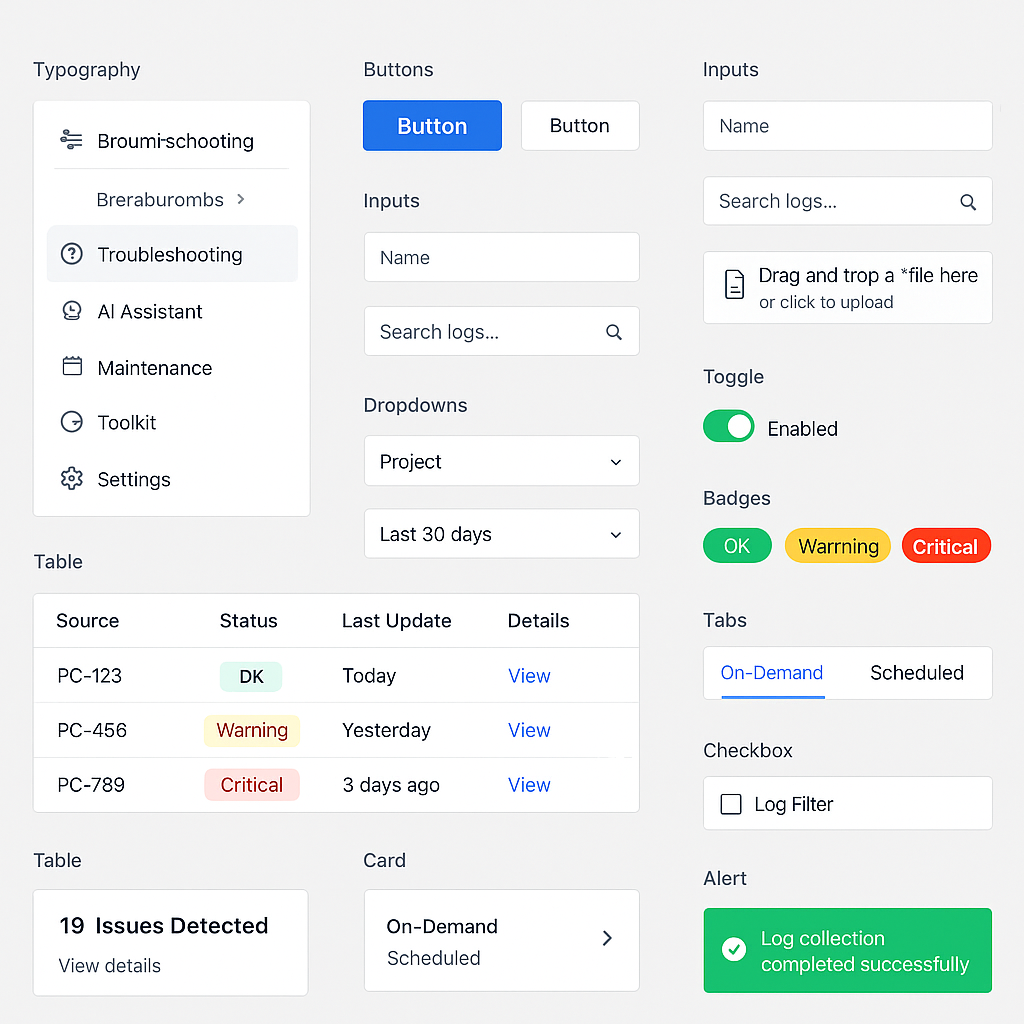 Typography
Broumi-schooting
Breraburombs
Troubleshooting
AI Assistant
Maintenance
Toolkit
Settings
Buttons
Button
Button
Inputs
Name
Search logs...
Dropdowns
Project
Last 30 days
Inputs
Name
Search logs...
Drag and trop a *file here
or click to upload
Toggle
Enabled
Badges
OK
Warrning
Critical
Tabs
On-Demand
Scheduled
Checkbox
Log Filter
Alert
Log collection
completed successfully
Table
Source Status Last Update Details
PC-123 DK Today View
PC-456 Warning Yesterday View
PC-789 Critical 3 days ago View
Table
19 Issues Detected
View details
Card
On-Demand
Scheduled